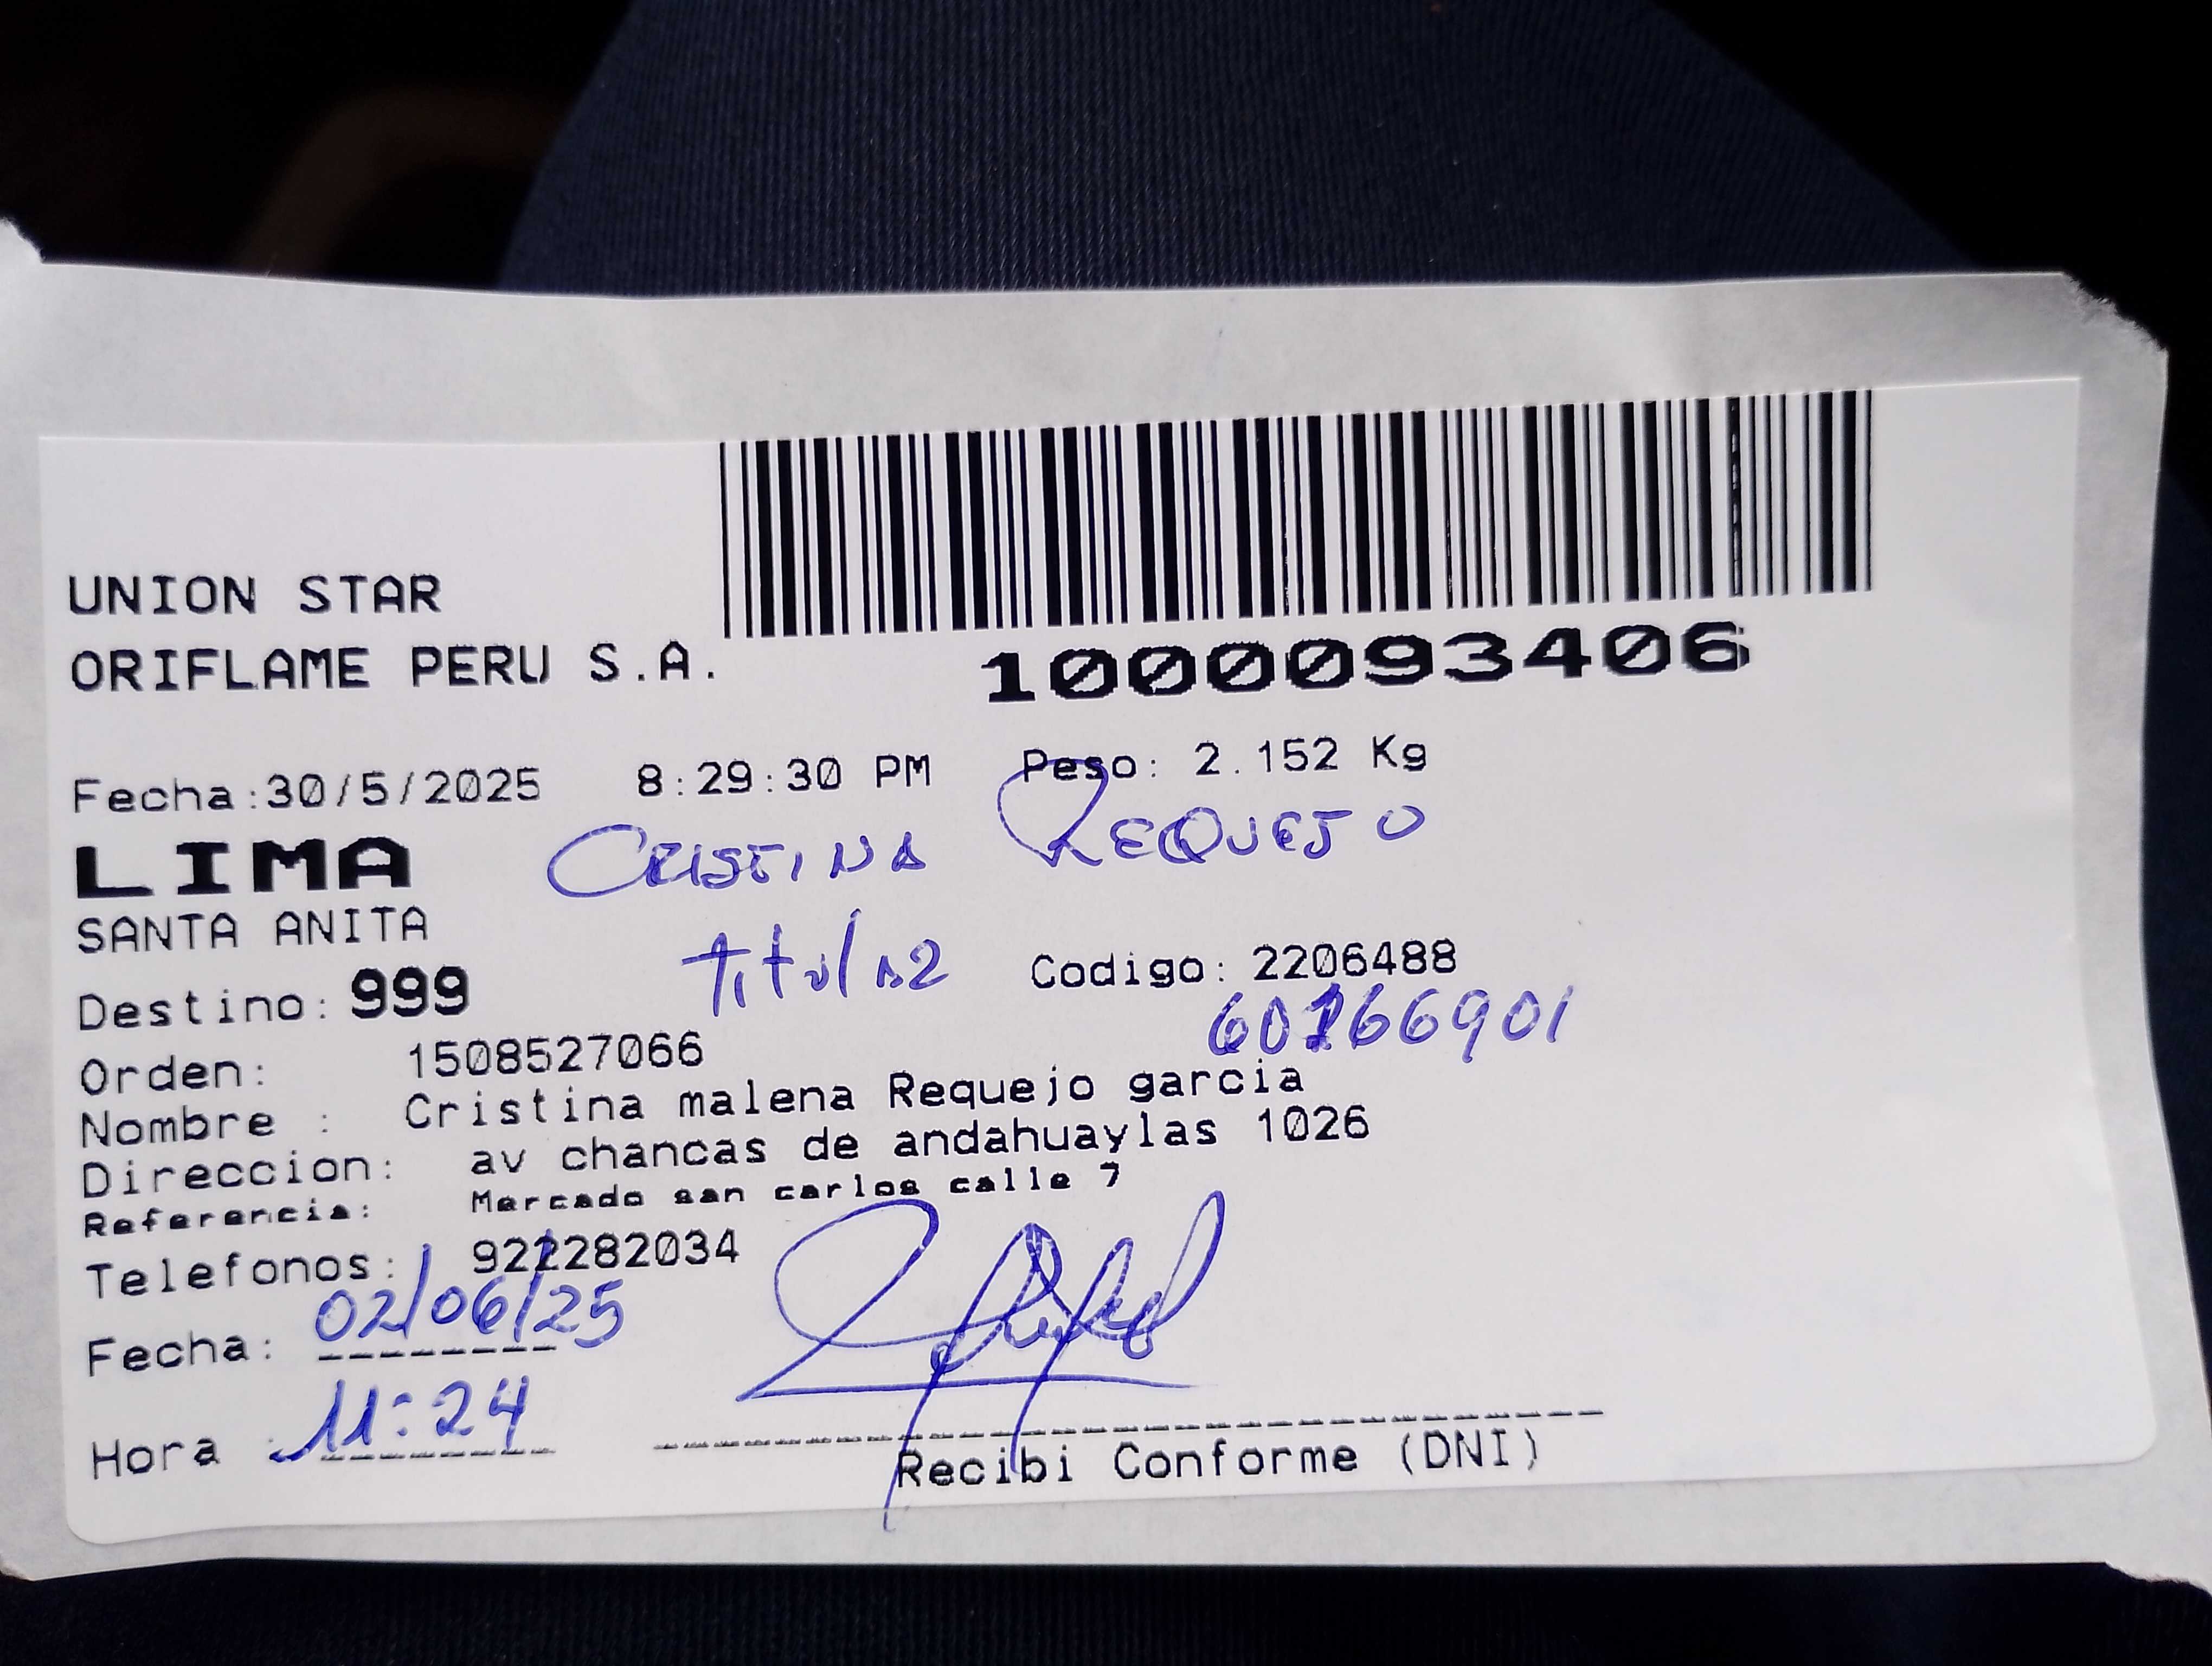 UNION STAR
ORIFLAME PERU S.A.
1000093406
Fecha:30/5/2025 8:29:30 PM Peso: 2.152 Kg
LIMA
CRISTINA REQUEJO
SANTA ANITA
Titular Codigo: 2206488
Destino: 999
Orden: 1508527066
Nombre : Cristina malena Requejo garcia
Direccion: av chancas de andahuaylas 1026
Referencia: Mercado san carlos calle 7
Telefonos: 922282034
Fecha: 02/06/25
Hora : 11:24
Recibi Conforme (DNI)